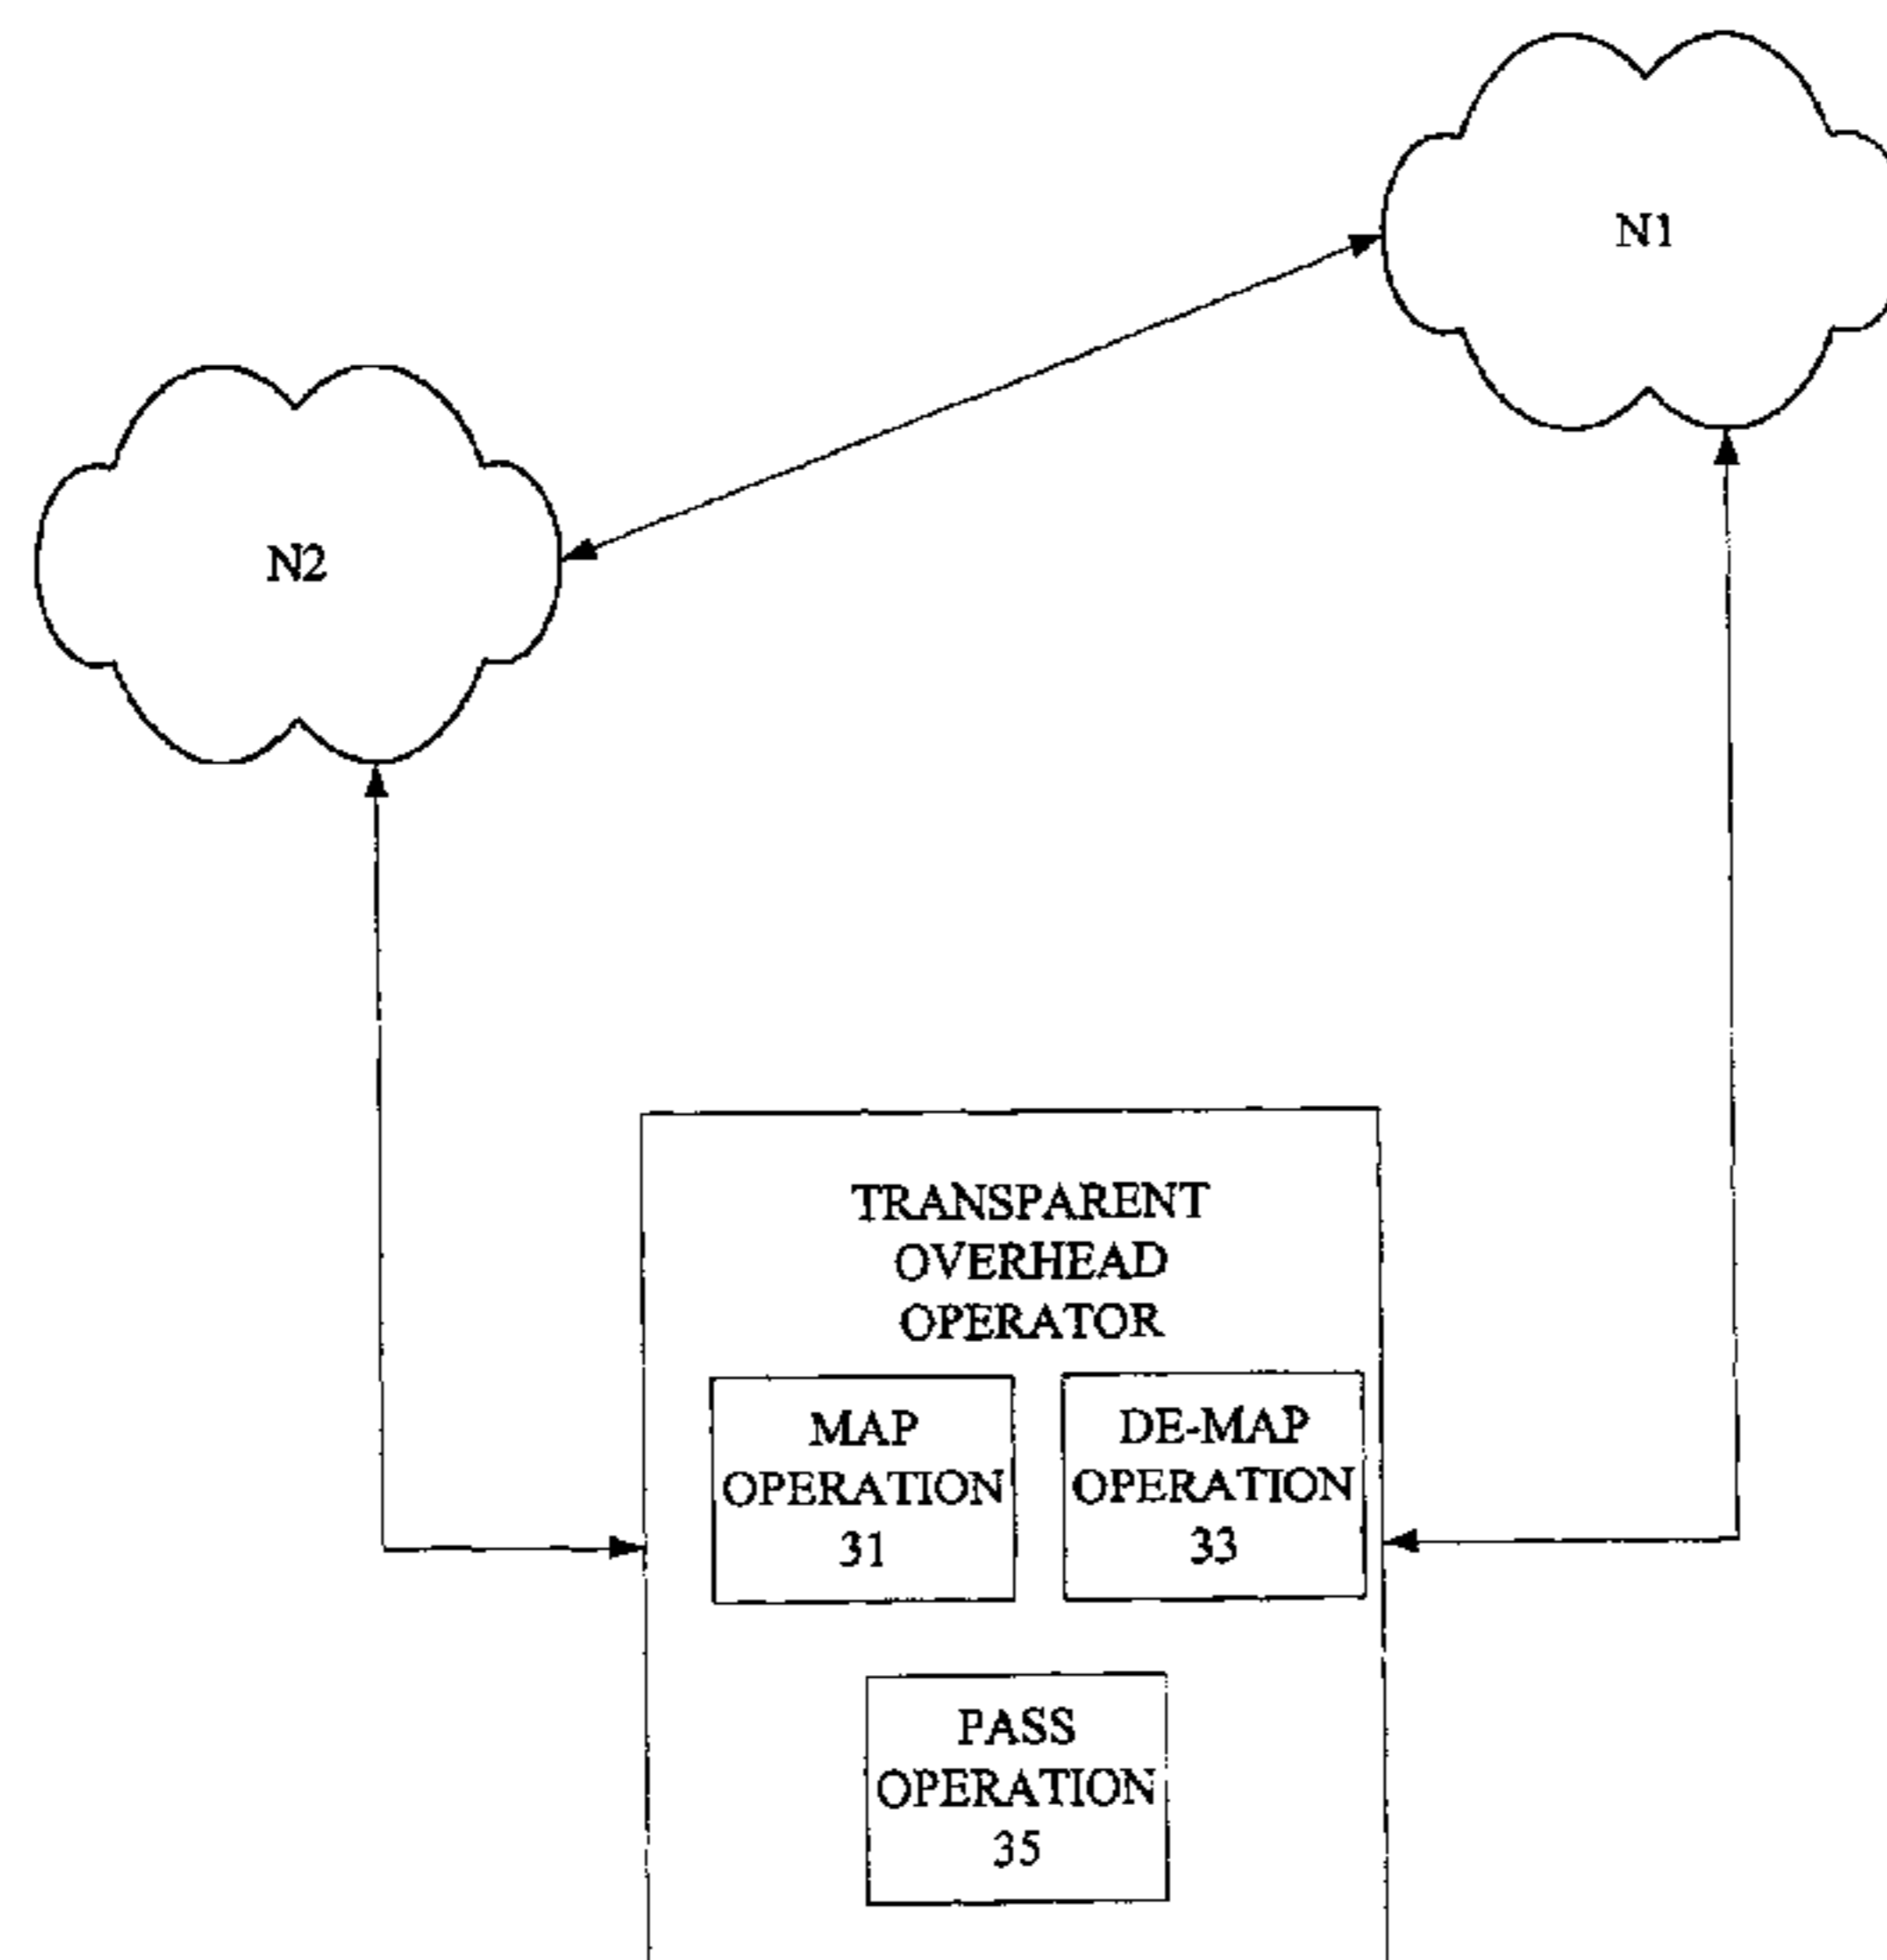 N1
N2
TRANSPARENT
OVERHEAD
OPERATOR
MAP
OPERATION
31
DE-MAP
OPERATION
33
PASS
OPERATION
35